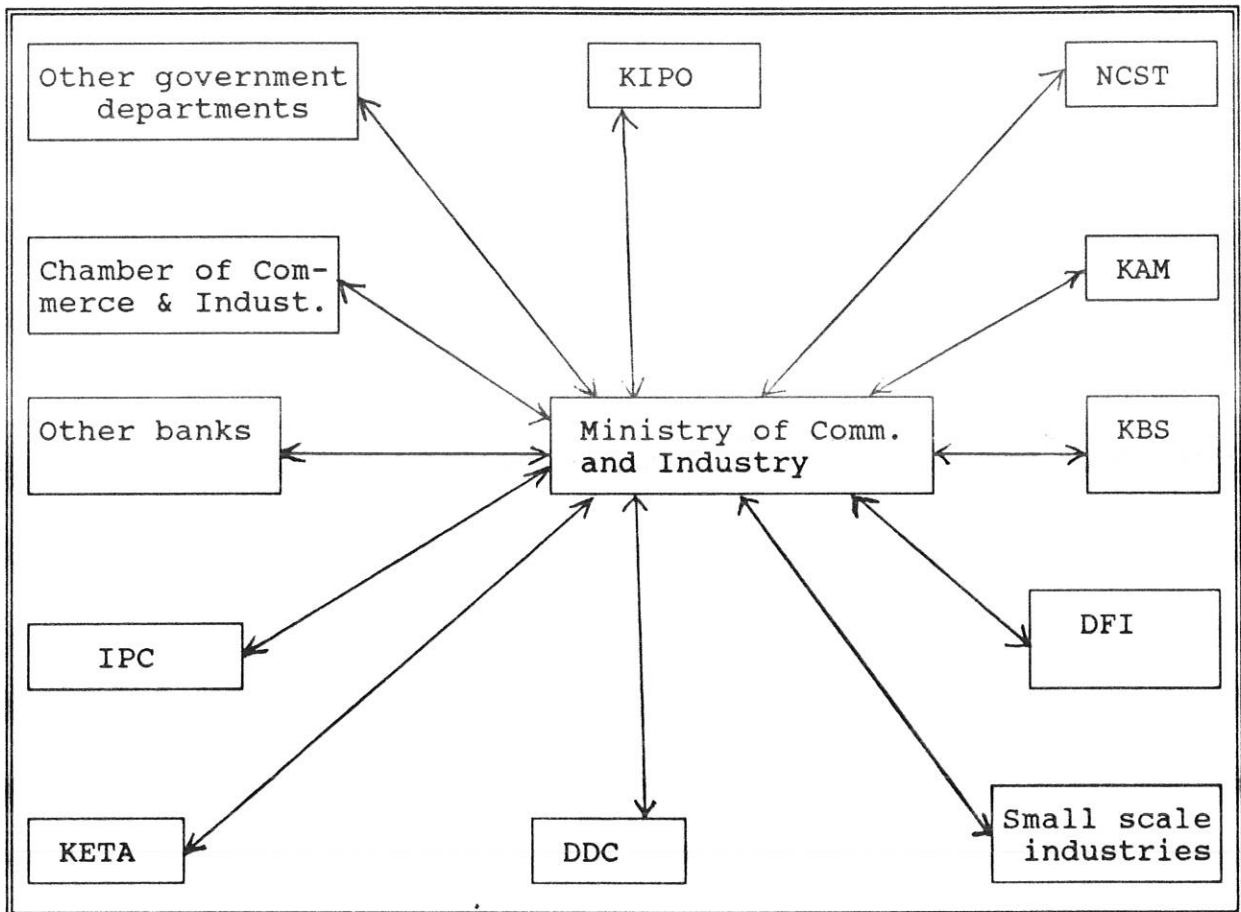 Other government
departments
KIPO
NCST
Chamber of Com-
merce & Indust.
KAM
Other banks
Ministry of Comm.
and Industry
KBS
IPC
DFI
KETA
DDC
Small scale
industries